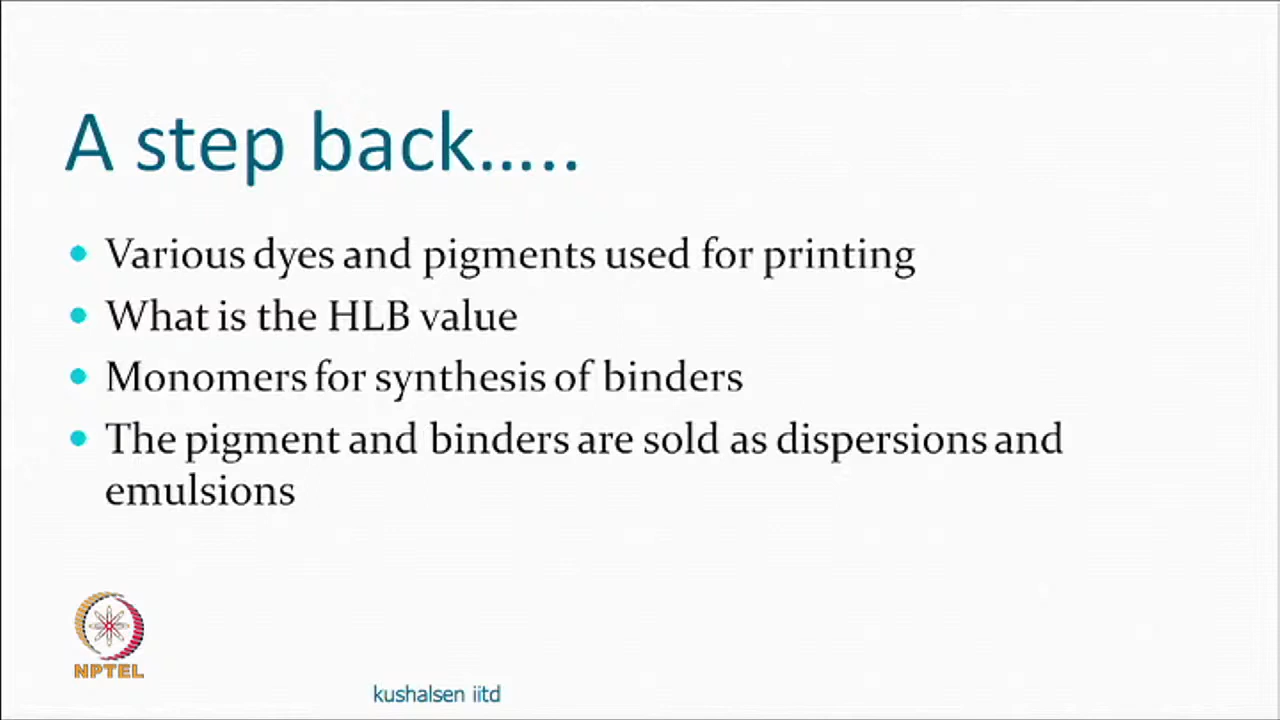 A step back.....
Various dyes and pigments used for printing
What is the HLB value
Monomers for synthesis of binders
The pigment and binders are sold as dispersions and
emulsions
NPTEL
kushalsen iitd